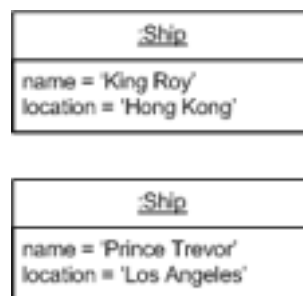 :Ship
name = 'King Roy'
location = 'Hong Kong'
:Ship
name = 'Prince Trevor'
location = 'Los Angeles'